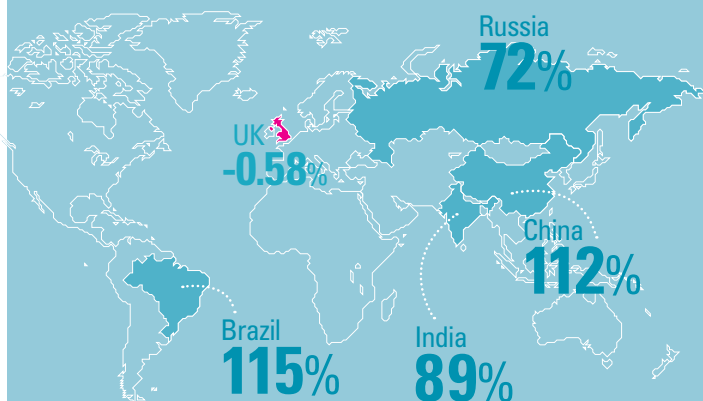 Russia
72%
UK
-0.58%
China
112%
Brazil
115%
India
89%